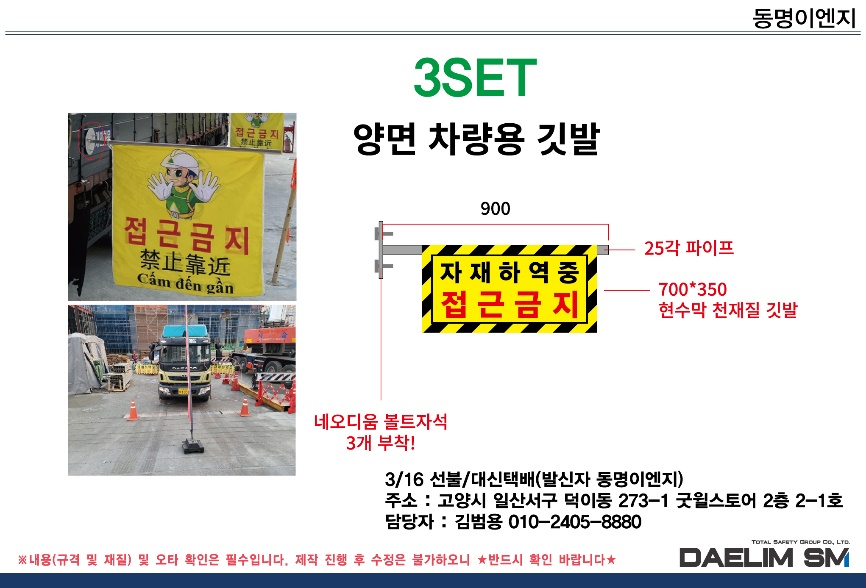 동명이엔지
3SET
양면 차량용 깃발
접근금지
禁止靠近
접근금지
禁止靠近
Cấm đến gần
900
25각 파이프
자재하역중
접근금지
700*350
현수막 천재질 깃발
네오디움 볼트자석
3개 부착!
3/16 선불/대신택배(발신자 동명이엔지)
주소 : 고양시 일산서구 덕이동 273-1 굿윌스토어 2층 2-1호
담당자 : 김범용 010-2405-8880
※내용(규격 및 재질) 및 오타 확인은 필수입니다. 제작 진행 후 수정은 불가하오니 ★반드시 확인 바랍니다★
TOTAL SAFETY GROUP CO., LTD.
DAELIM SM